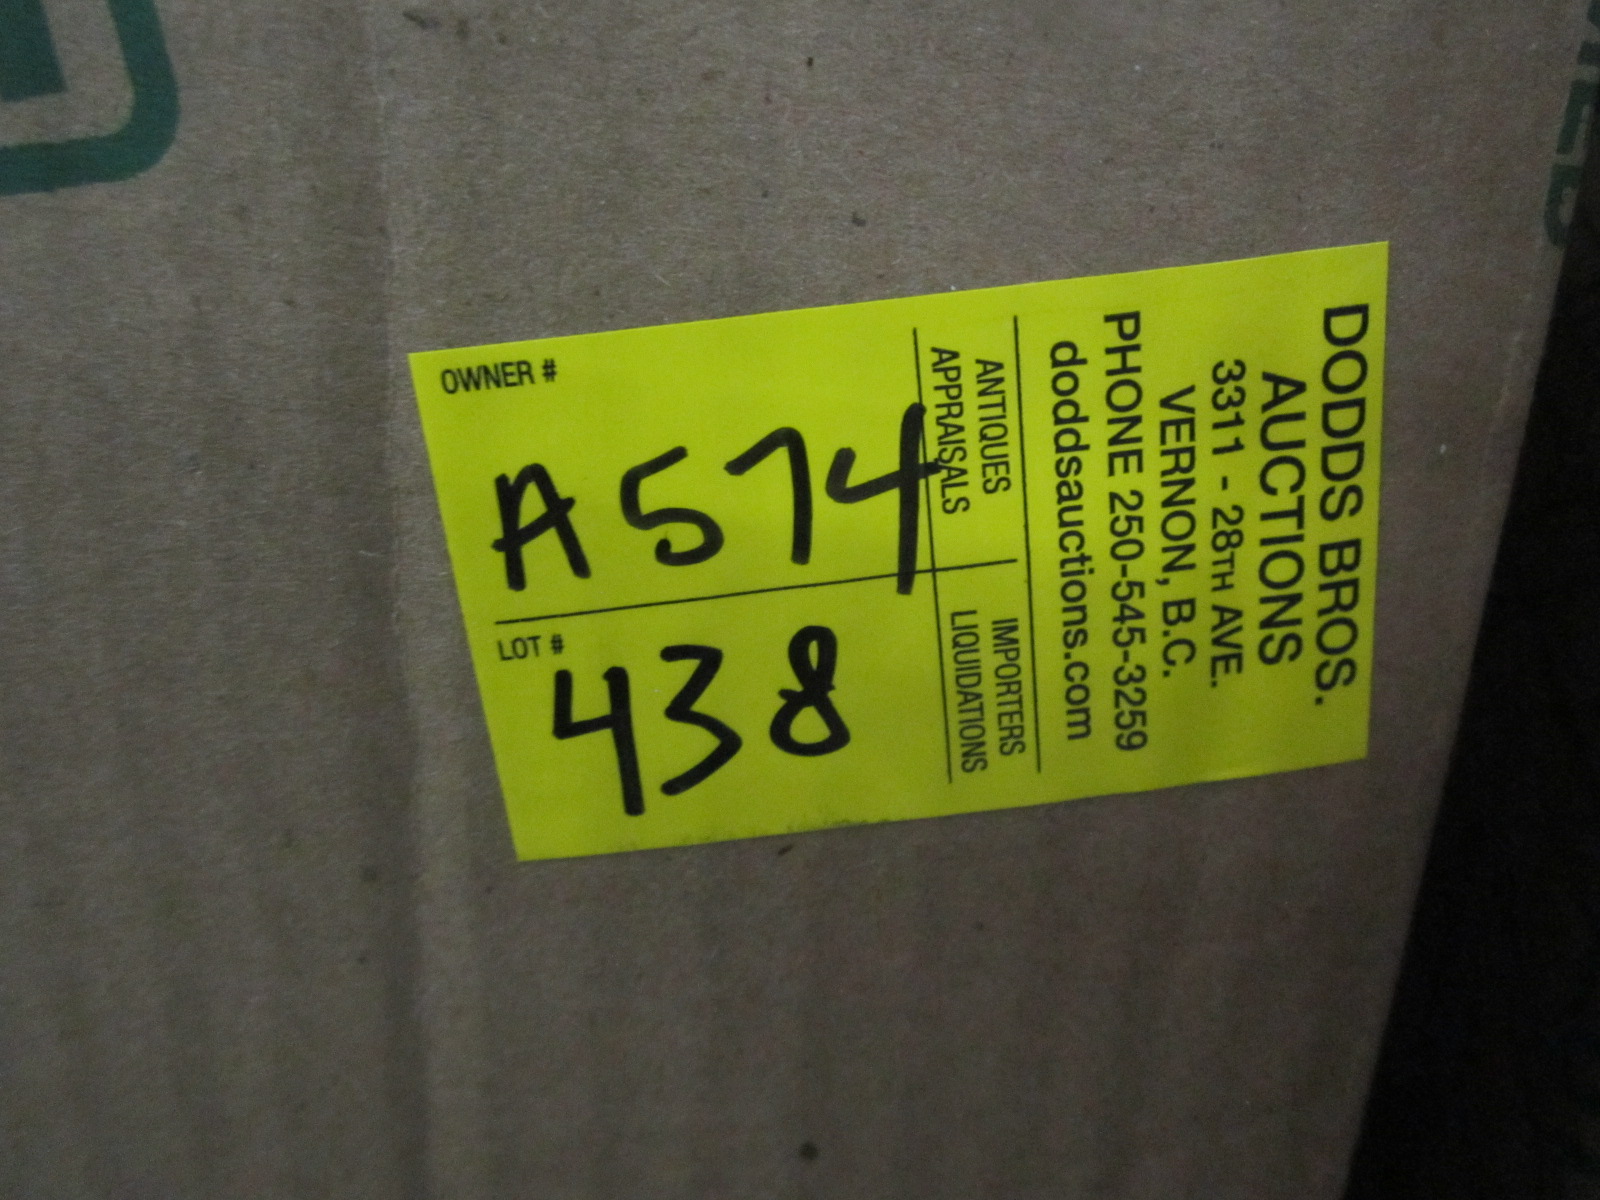 DODDS BROS.
AUCTIONS
3311 - 28TH AVE.
VERNON, B.C.
PHONE 250-545-3259
doddsauctions.com
ANTIQUES
APPRAISALS
IMPORTERS
LIQUIDATIONS
OWNER #
A574
LOT #
438